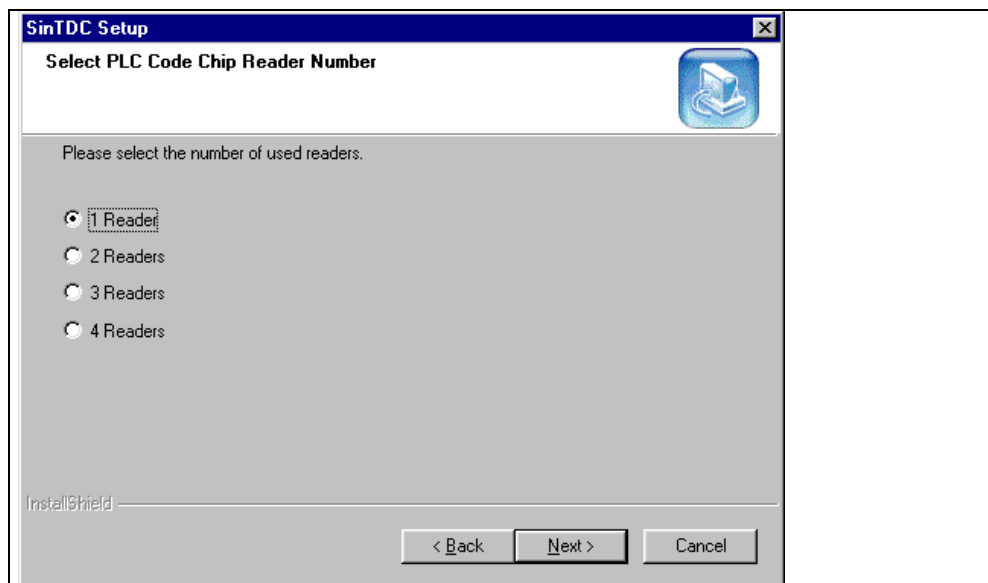 SinTDC Setup
Select PLC Code Chip Reader Number
Please select the number of used readers.
1 Reader
2 Readers
3 Readers
4 Readers
InstallShield
< Back Next > Cancel